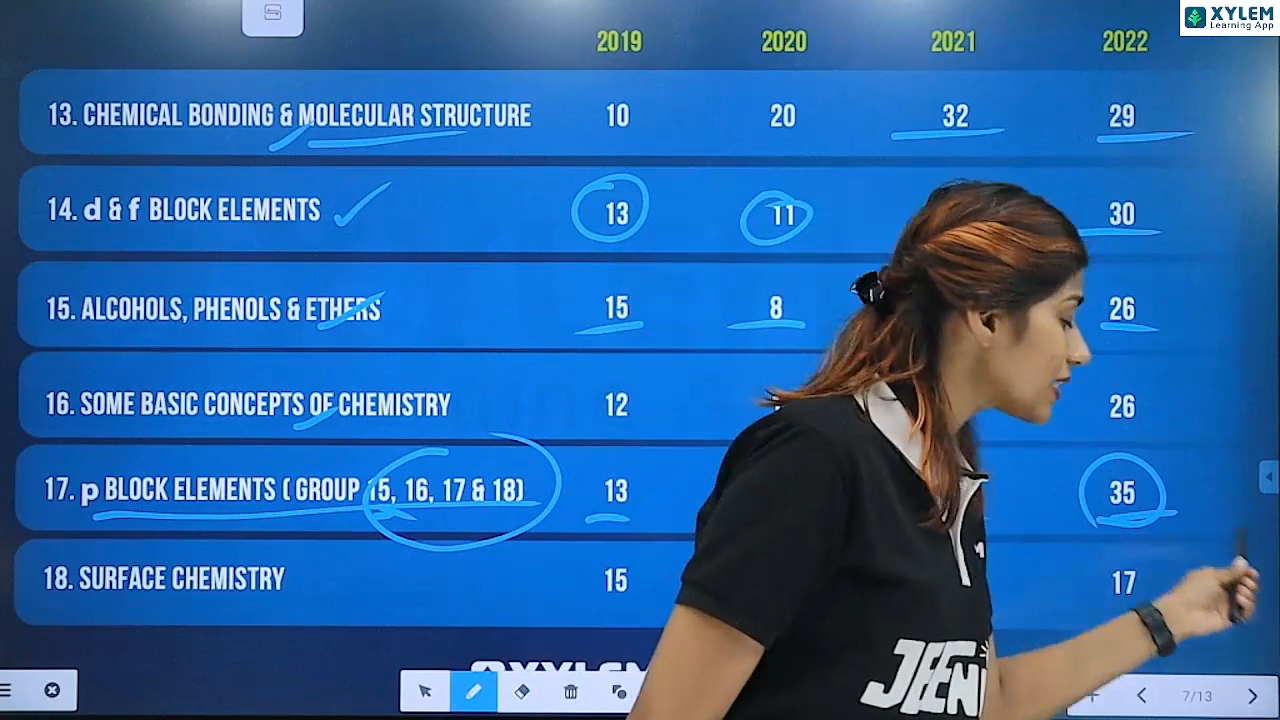 XYLEM
Learning App
2019 2020 2021 2022
13. CHEMICAL BONDING & MOLECULAR STRUCTURE 10 20 32 29
14. d & f BLOCK ELEMENTS 13 11 30
15. ALCOHOLS, PHENOLS & ETHERS 15 8 26
16. SOME BASIC CONCEPTS OF CHEMISTRY 12 26
17. p BLOCK ELEMENTS ( GROUP 15, 16, 17 & 18) 13 35
18. SURFACE CHEMISTRY 15 17
XYLEM
7/13